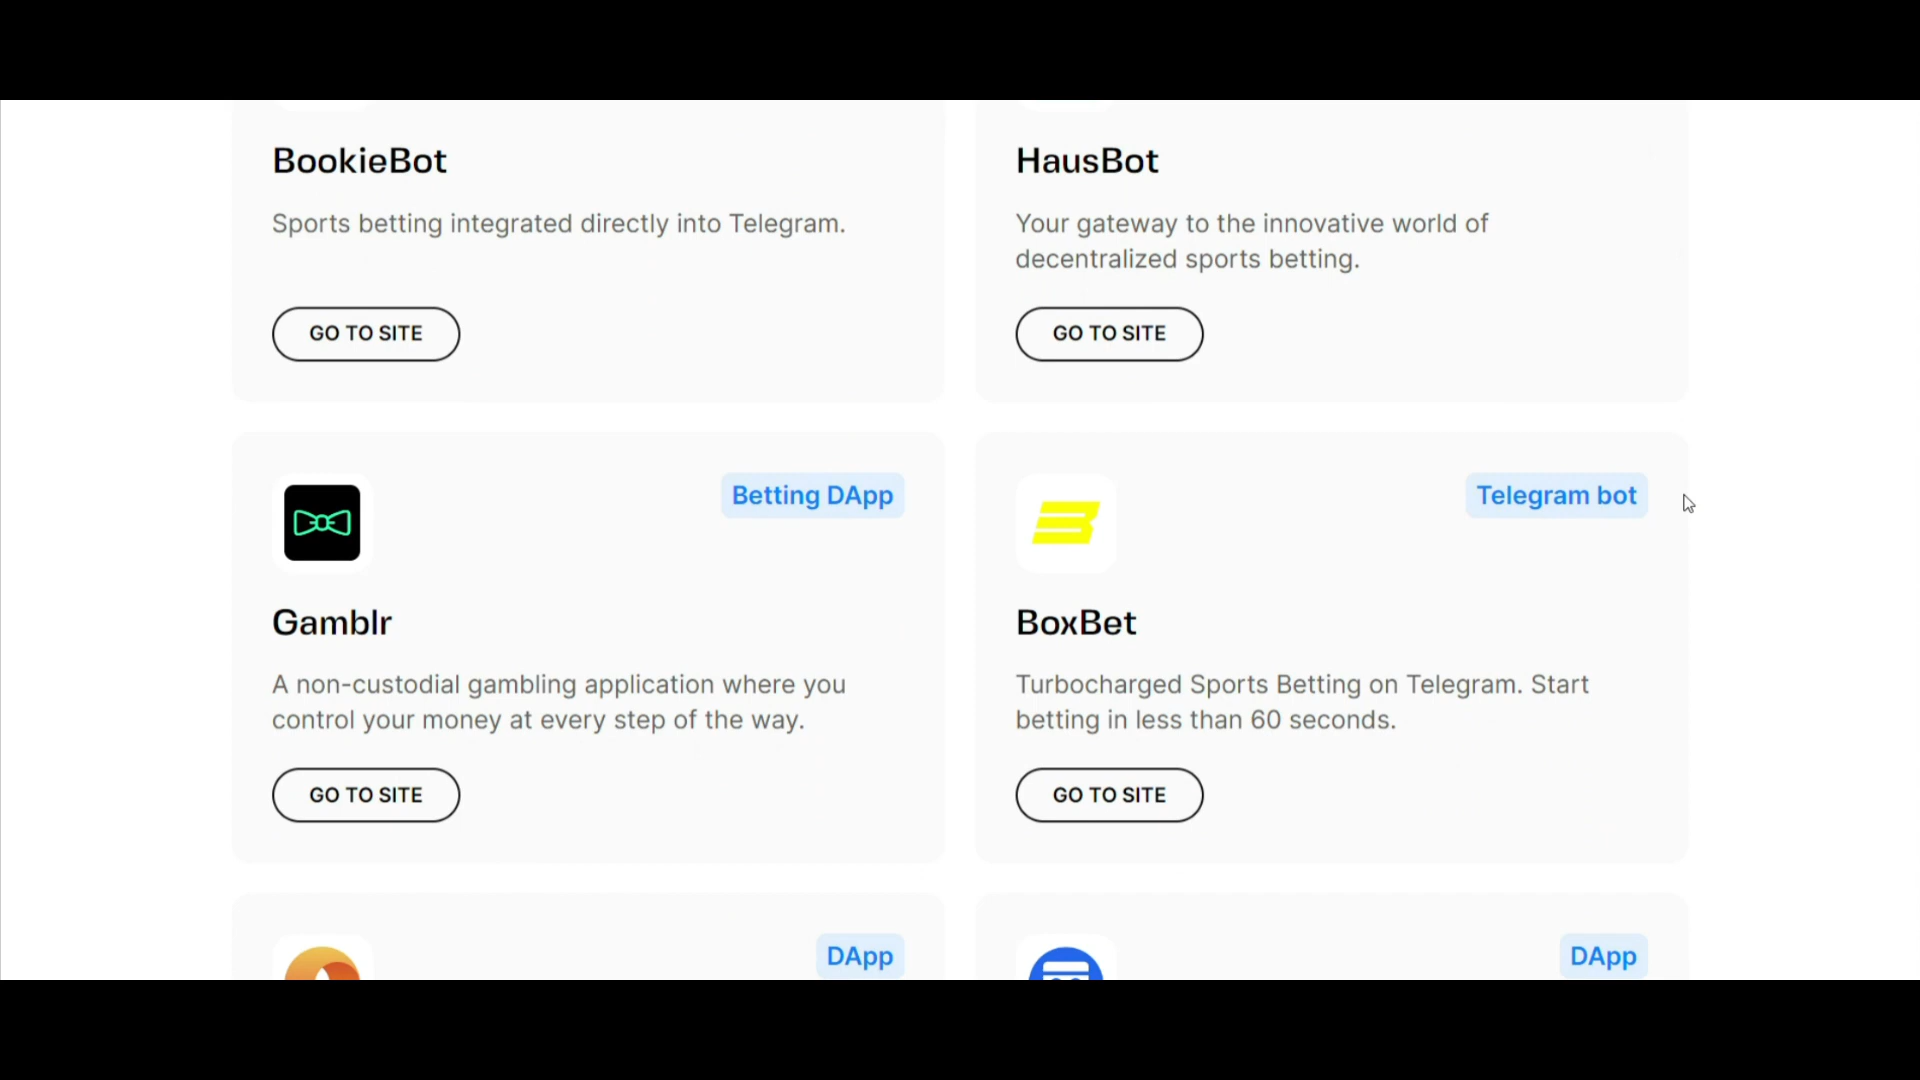 BookieBot
Sports betting integrated directly into Telegram.
GO TO SITE
HausBot
Your gateway to the innovative world of
decentralized sports betting.
GO TO SITE
Betting DApp
Gamblr
A non-custodial gambling application where you
control your money at every step of the way.
GO TO SITE
Telegram bot
BoxBet
Turbocharged Sports Betting on Telegram. Start
betting in less than 60 seconds.
GO TO SITE
DApp
DApp